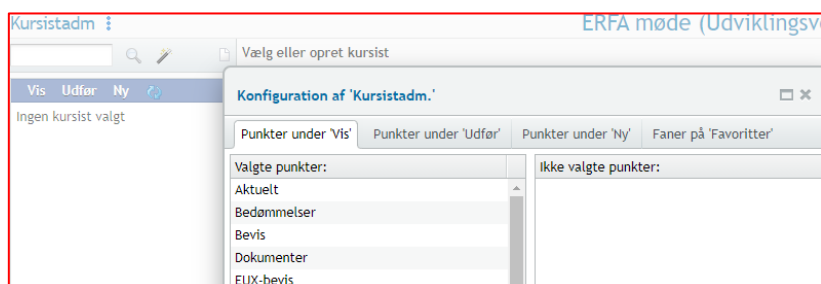 Kursistadm
ERFA møde (Udviklingsv
Vælg eller opret kursist
Vis Udfør Ny
Ingen kursist valgt
Konfiguration af 'Kursistadm.'
Punkter under 'Vis' Punkter under 'Udfør' Punkter under 'Ny' Faner på 'Favoritter'
Valgte punkter: Ikke valgte punkter:
Aktuelt
Bedømmelser
Bevis
Dokumenter
EUX-bevis